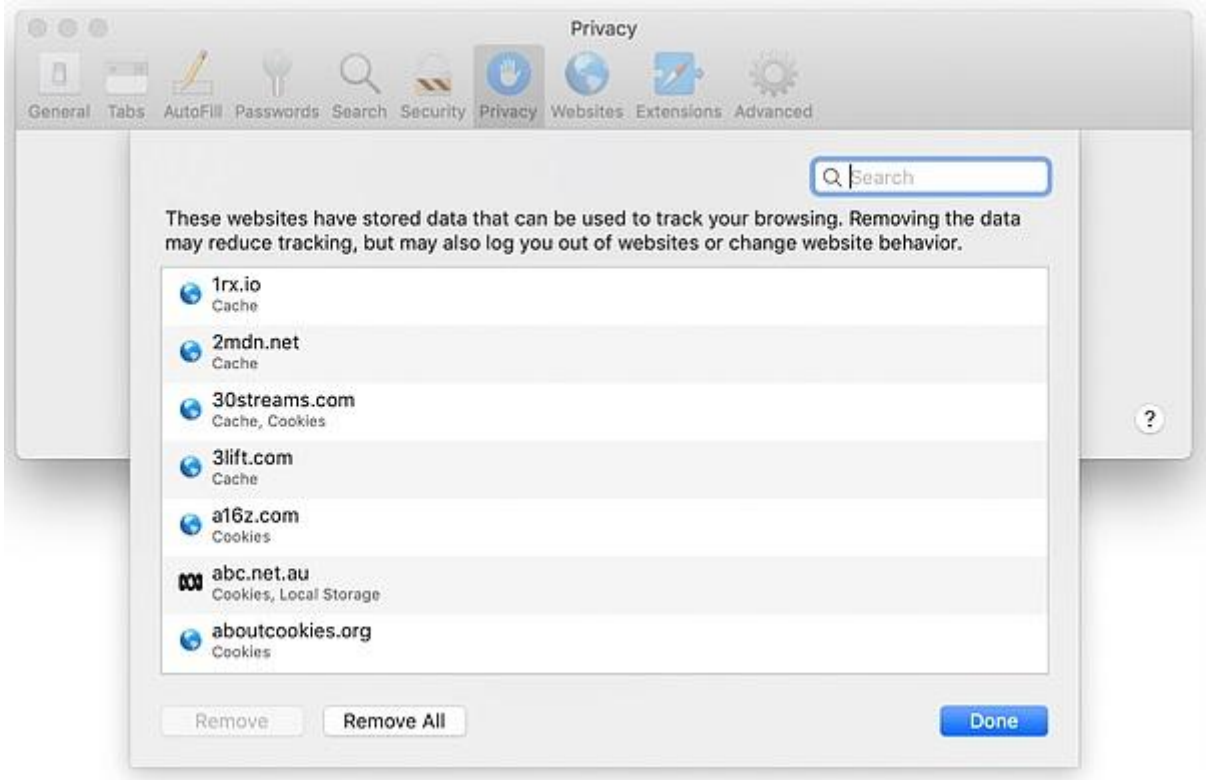 Privacy
General Tabs AutoFill Passwords Search Security Privacy Websites Extensions Advanced
Search
These websites have stored data that can be used to track your browsing. Removing the data
may reduce tracking, but may also log you out of websites or change website behavior.
1rx.io
Cache
2mdn.net
Cache
30streams.com
Cache, Cookies
?
3lift.com
Cache
a16z.com
Cookies
abc.net.au
Cookies, Local Storage
aboutcookies.org
Cookies
Remove Remove All Done